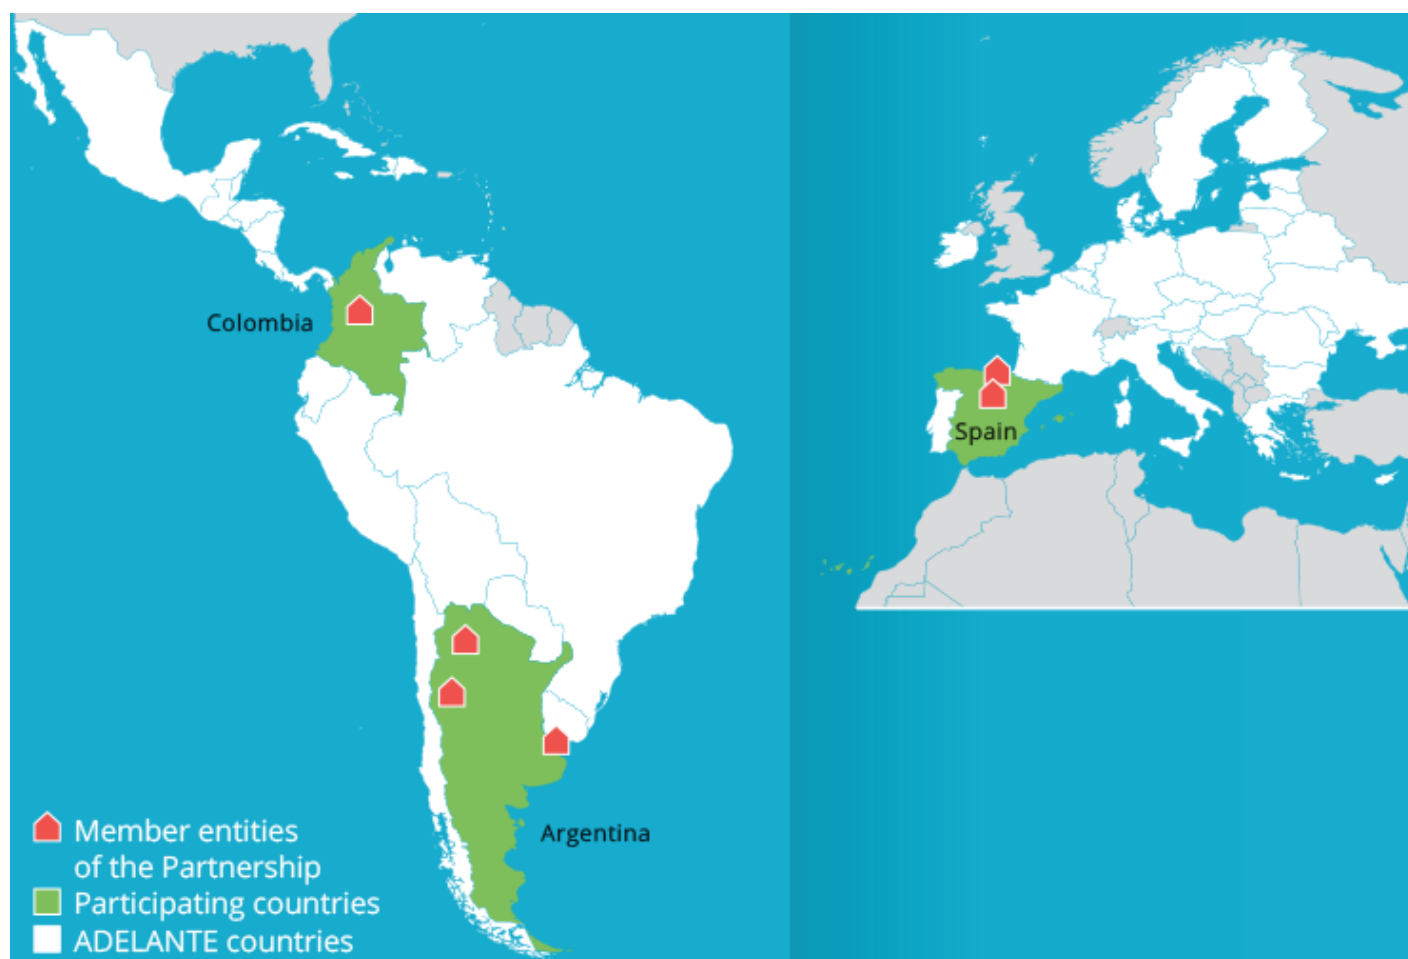 Colombia
Spain
Argentina
Member entities
of the Partnership
Participating countries
ADELANTE countries